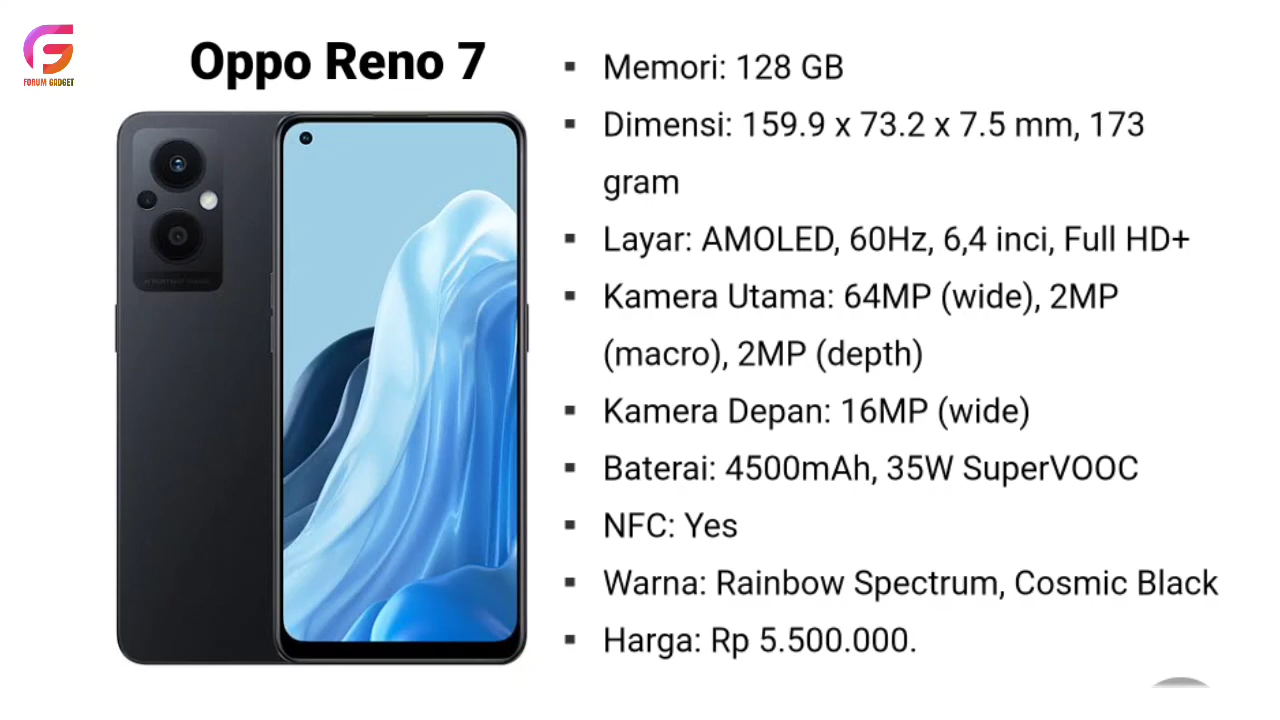 FORUM GADGET
Oppo Reno 7
▪ Memori: 128 GB
▪ Dimensi: 159.9 x 73.2 x 7.5 mm, 173
gram
▪ Layar: AMOLED, 60Hz, 6,4 inci, Full HD+
▪ Kamera Utama: 64MP (wide), 2MP
(macro), 2MP (depth)
▪ Kamera Depan: 16MP (wide)
▪ Baterai: 4500mAh, 35W SuperVOOC
▪ NFC: Yes
▪ Warna: Rainbow Spectrum, Cosmic Black
▪ Harga: Rp 5.500.000.